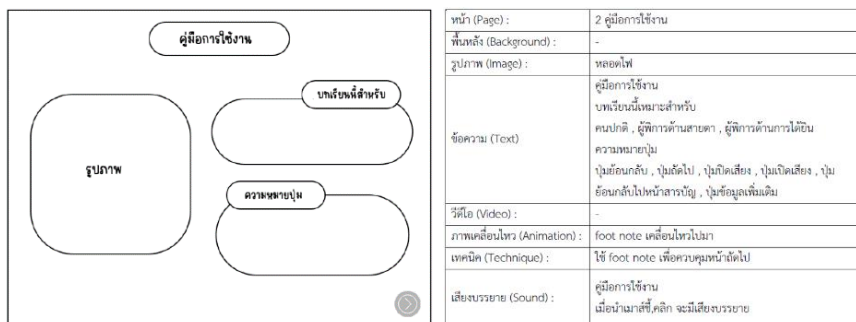 คู่มือการใช้งาน
บทเรียนนี้สำหรับ
รูปภาพ
ความหมายปุ่ม
หน้า (Page) : 2 คู่มือการใช้งาน
พื้นหลัง (Background) : -
รูปภาพ (Image) : หลอดไฟ
ข้อความ (Text)
คู่มือการใช้งาน
บทเรียนนี้เหมาะสำหรับ
คนปกติ , ผู้พิการด้านสายตา , ผู้พิการด้านการได้ยิน
ความหมายปุ่ม
ปุ่มย้อนกลับ , ปุ่มถัดไป , ปุ่มปิดเสียง , ปุ่มเปิดเสียง , ปุ่ม
ย้อนกลับไปหน้าสารบัญ , ปุ่มข้อมูลเพิ่มเติม
วีดีโอ (Video) : -
ภาพเคลื่อนไหว (Animation) : foot note เคลื่อนไหวไปมา
เทคนิค (Technique) : ใช้ foot note เพื่อควบคุมหน้าถัดไป
เสียงบรรยาย (Sound) :
คู่มือการใช้งาน
เมื่อนำเมาส์ชี้,คลิก จะมีเสียงบรรยาย